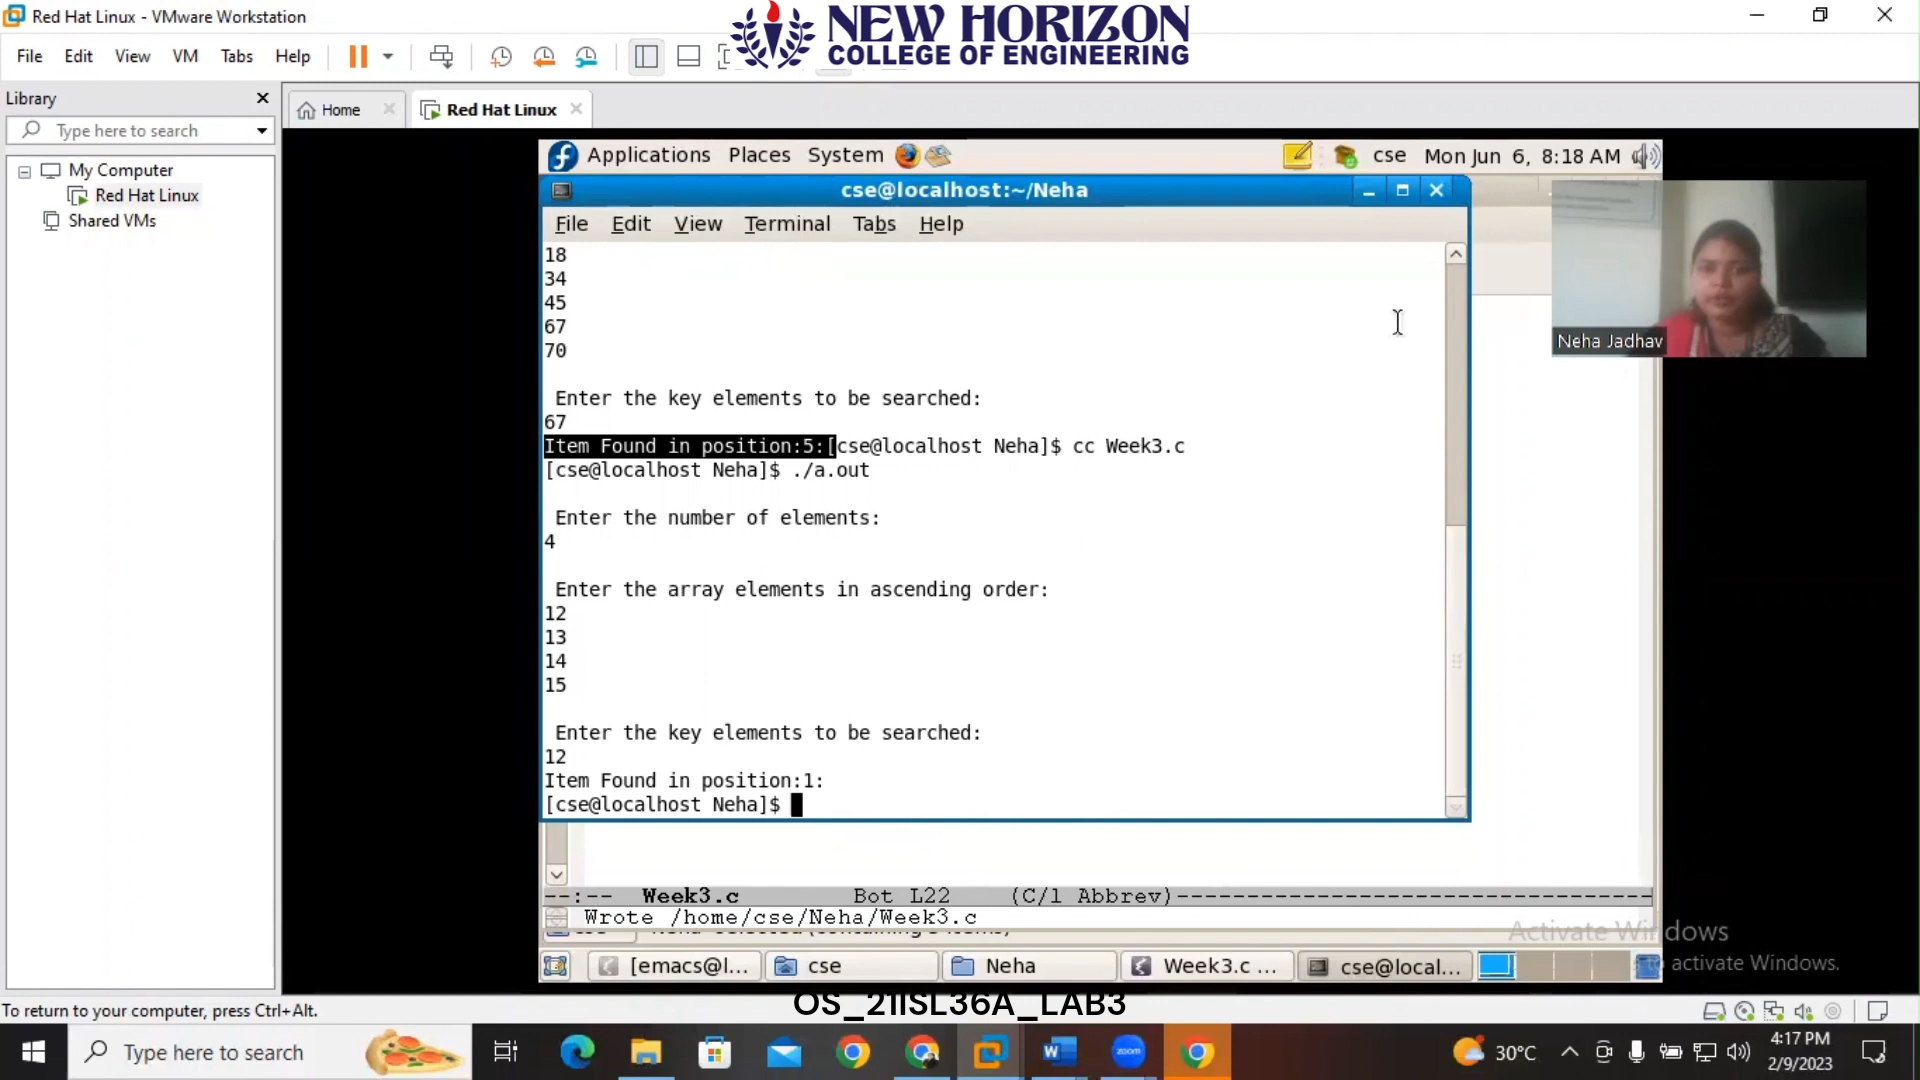 Red Hat Linux - VMware Workstation
NEW HORIZON
COLLEGE OF ENGINEERING
File Edit View VM Tabs Help
Library
Type here to search
My Computer
Red Hat Linux
Shared VMs
Home
Red Hat Linux
Applications Places System
cse Mon Jun 6, 8:18 AM
cse@localhost:~/Neha
File Edit View Terminal Tabs Help
18
34
45
67
70
Enter the key elements to be searched:
67
Item Found in position:5:[cse@localhost Neha]$ cc Week3.c
[cse@localhost Neha]$ ./a.out
Enter the number of elements:
4
Enter the array elements in ascending order:
12
13
14
15
Enter the key elements to be searched:
12
Item Found in position:1:
[cse@localhost Neha]$
Neha Jadhav
--:-- Week3.c Bot L22 (C/l Abbrev)
Wrote /home/cse/Neha/Week3.c
Activate Windows
activate Windows.
[emacs@l... cse Neha Week3.c ... cse@local...
To return to your computer, press Ctrl+Alt.
OS_21ISL36A_LAB3
Type here to search
W
zoom
30°C
4:17 PM
2/9/2023